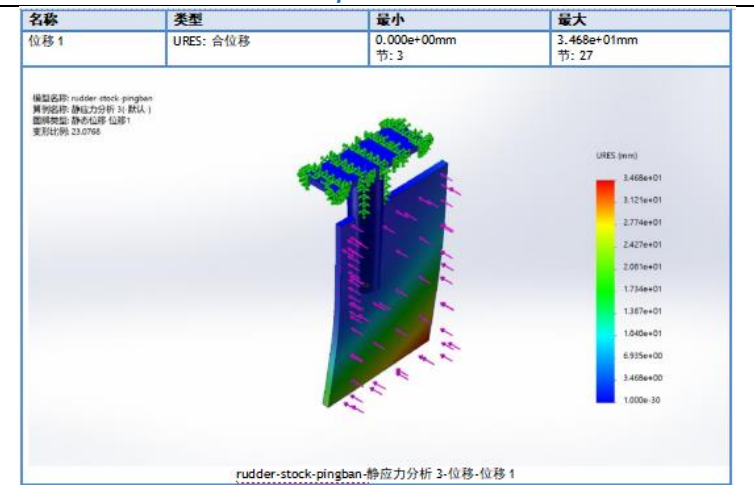 名称 类型 最小 最大
位移 1 URES: 合位移 0.000e+00mm 3.468e+01mm
节: 3 节: 27
模型名称: rudder-stock-pingban
算例名称: 静应力分析 3(-默认-)
图解类型: 静态位移 位移1
变形比例: 23.0768
URES (mm)
3.468e+01
3.121e+01
2.774e+01
2.427e+01
2.081e+01
1.734e+01
1.387e+01
1.040e+01
6.935e+00
3.468e+00
1.000e-30
rudder-stock-pingban-静应力分析 3-位移-位移 1